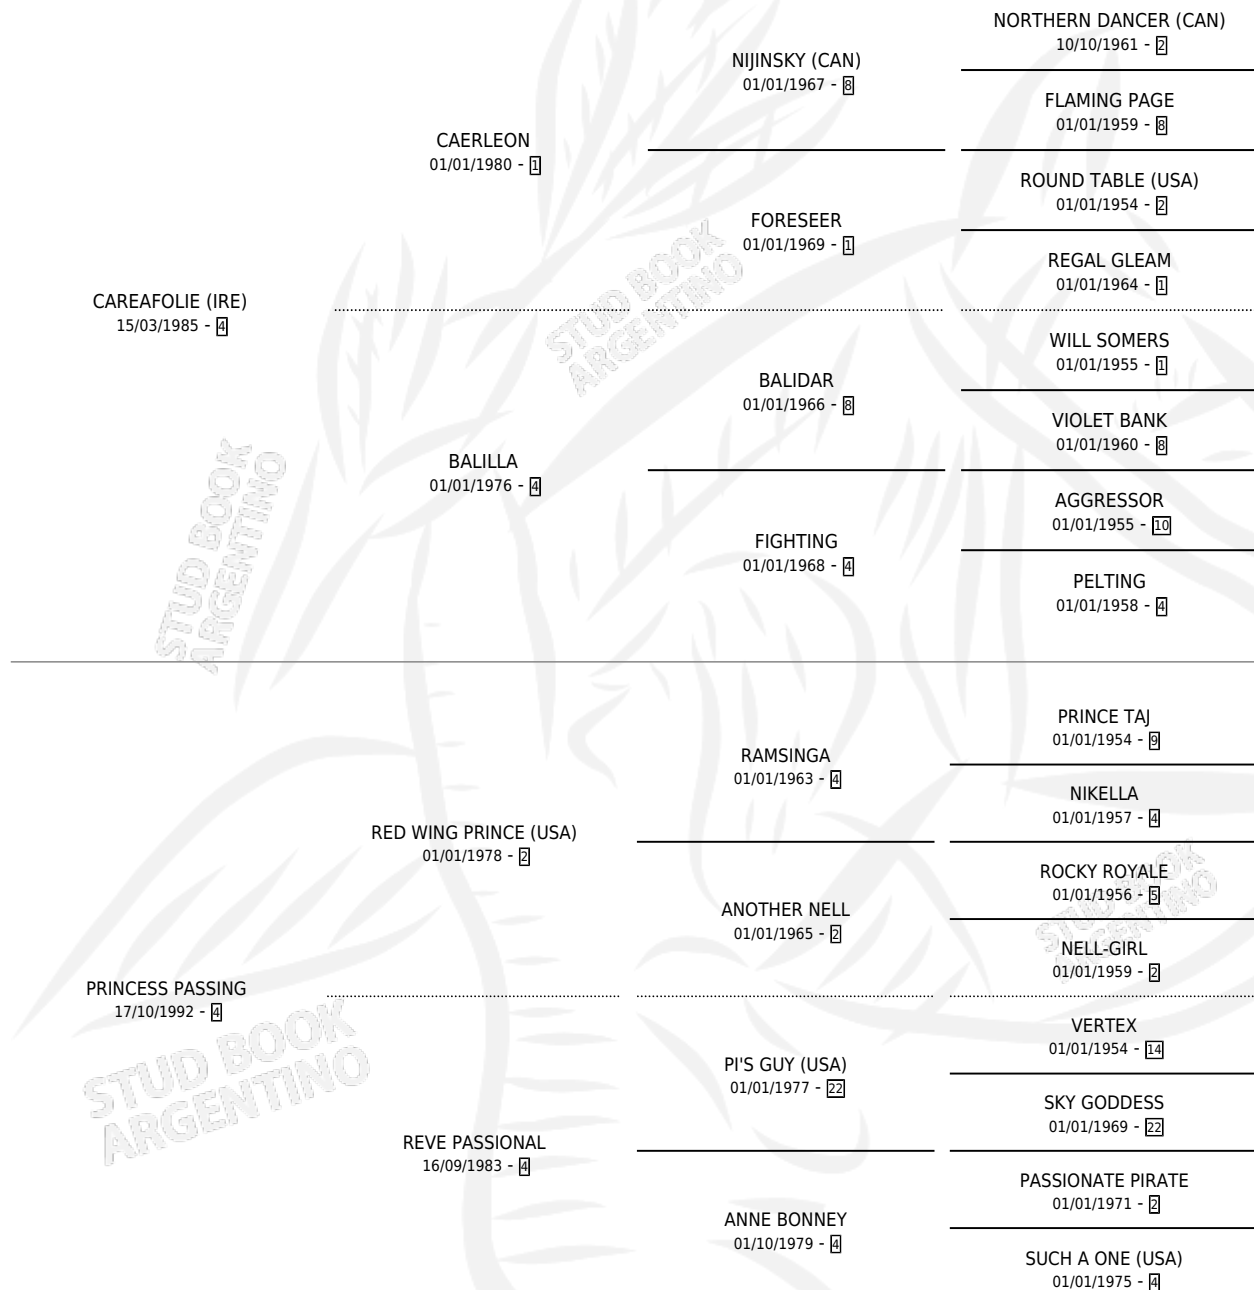 NORTHERN DANCER (CAN)
10/10/1961 - 2
NIJINSKY (CAN)
01/01/1967 - 8
FLAMING PAGE
01/01/1959 - 8
CAERLEON
01/01/1980 - 1
ROUND TABLE (USA)
01/01/1954 - 2
FORESEER
01/01/1969 - 1
REGAL GLEAM
01/01/1964 - 1
CAREAFOLIE (IRE)
15/03/1985 - 4
WILL SOMERS
01/01/1955 - 1
BALIDAR
01/01/1966 - 8
VIOLET BANK
01/01/1960 - 8
BALILLA
01/01/1976 - 4
AGGRESSOR
01/01/1955 - 10
FIGHTING
01/01/1968 - 4
PELTING
01/01/1958 - 4
PRINCE TAJ
01/01/1954 - 9
RAMSINGA
01/01/1963 - 4
NIKELLA
01/01/1957 - 4
RED WING PRINCE (USA)
01/01/1978 - 2
ROCKY ROYALE
01/01/1956 - 5
ANOTHER NELL
01/01/1965 - 2
NELL-GIRL
01/01/1959 - 2
PRINCESS PASSING
17/10/1992 - 4
VERTEX
01/01/1954 - 14
PI'S GUY (USA)
01/01/1977 - 22
SKY GODDESS
01/01/1969 - 22
REVE PASSIONAL
16/09/1983 - 4
PASSIONATE PIRATE
01/01/1971 - 2
ANNE BONNEY
01/10/1979 - 4
SUCH A ONE (USA)
01/01/1975 - 4
STUD BOOK
ARGENTINO
STUD BOOK
ARGENTINO
STUD BOOK
ARGENTINO
STUD BOOK
ARGENTINO